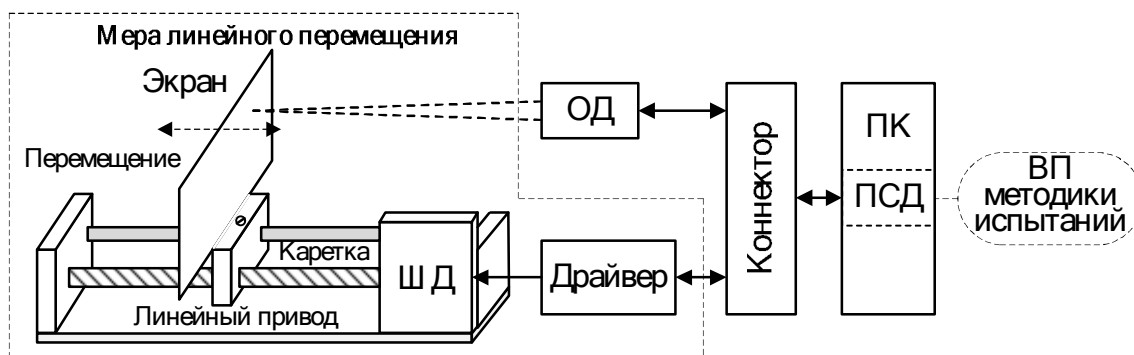 Мера линейного перемещения
Экран
Перемещение
Каретка
ШД
Линейный привод
ОД
Драйвер
Коннектор
ПК
ПСД
ВП
методики
испытаний